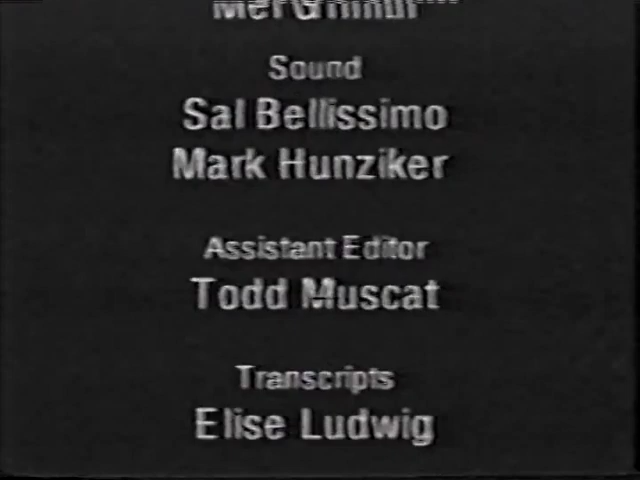 Sound
Sal Bellissimo
Mark Hunziker
Assistant Editor
Todd Muscat
Transcripts
Elise Ludwig